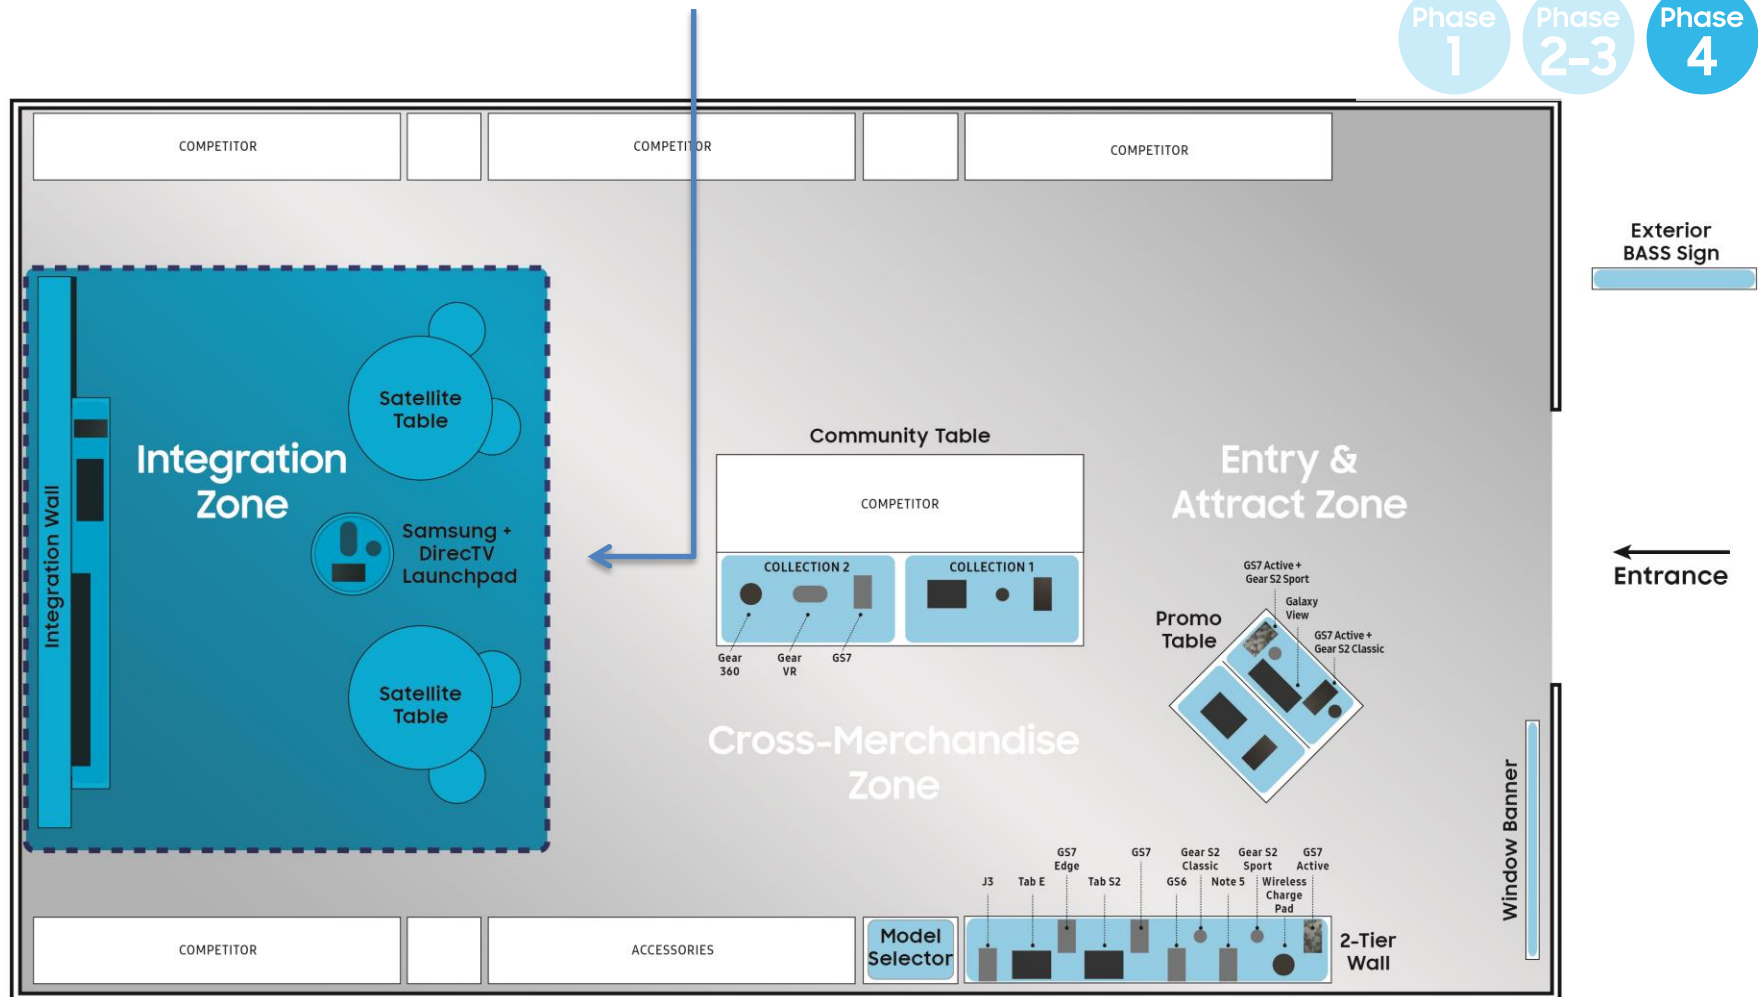 Phase
1
Phase
2-3
Phase
4
COMPETITOR
COMPETITOR
COMPETITOR
Exterior
BASS Sign
Integration Wall
Integration
Zone
Satellite
Table
Samsung +
DirecTV
Launchpad
Satellite
Table
Community Table
COMPETITOR
COLLECTION 2
COLLECTION 1
Gear
360
Gear
VR
GS7
Entry &
Attract Zone
Entrance
GS7 Active +
Gear S2 Sport
Galaxy
View
GS7 Active +
Gear S2 Classic
Promo
Table
Cross-Merchandise
Zone
Window Banner
J3
Tab E
GS7
Edge
Tab S2
GS7
GS6
Gear S2
Classic
Note 5
Gear S2
Sport
Wireless
Charge
Pad
GS7
Active
COMPETITOR
ACCESSORIES
Model
Selector
2-Tier
Wall